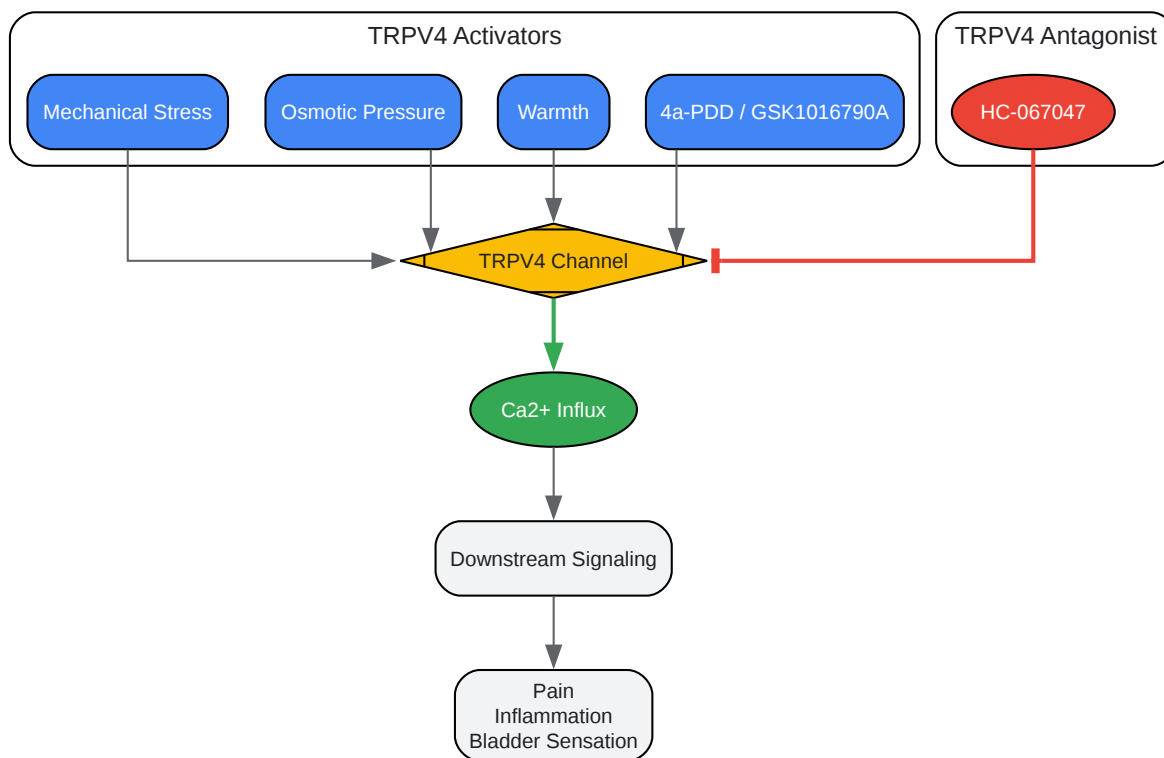 TRPV4 Activators
TRPV4 Antagonist
Mechanical Stress
Osmotic Pressure
Warmth
4a-PDD / GSK1016790A
HC-067047
TRPV4 Channel
Ca2+ Influx
Downstream Signaling
Pain
Inflammation
Bladder Sensation